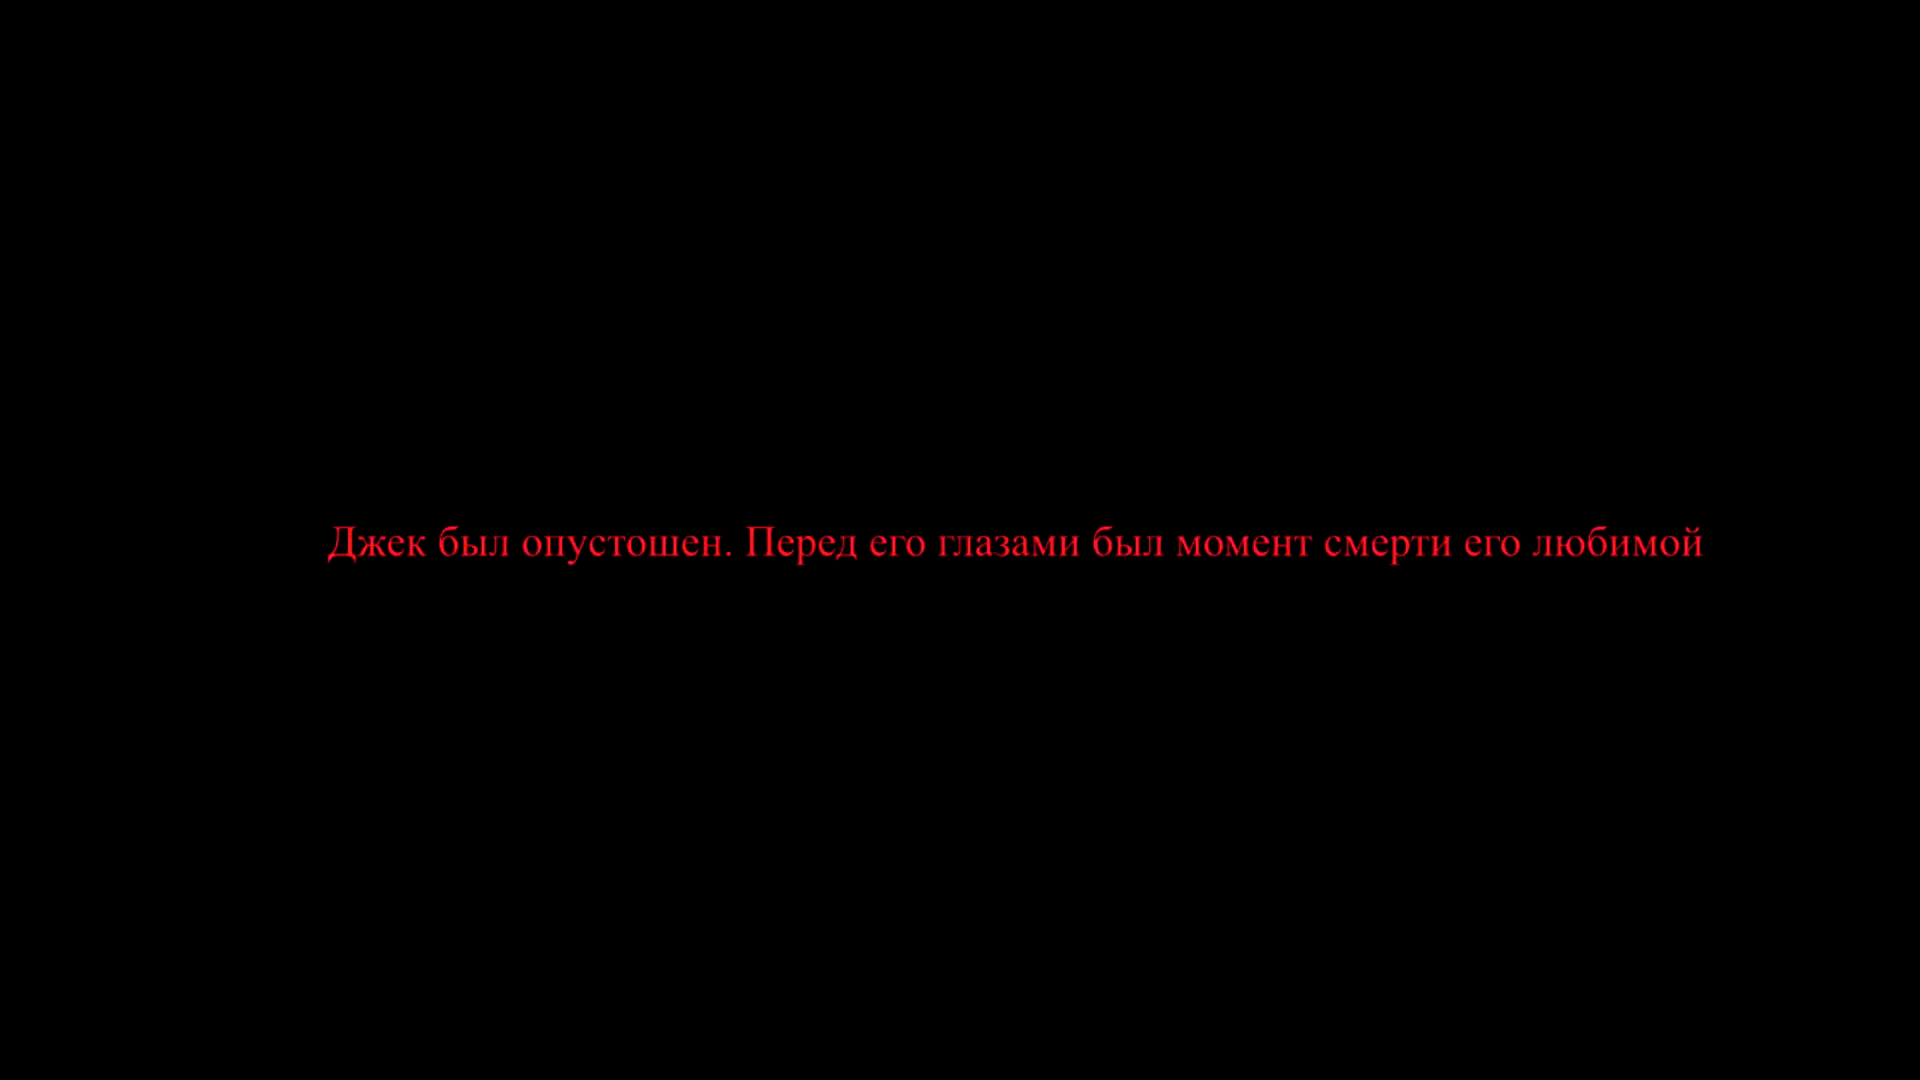 Джек был опустошен. Перед его глазами был момент смерти его любимой